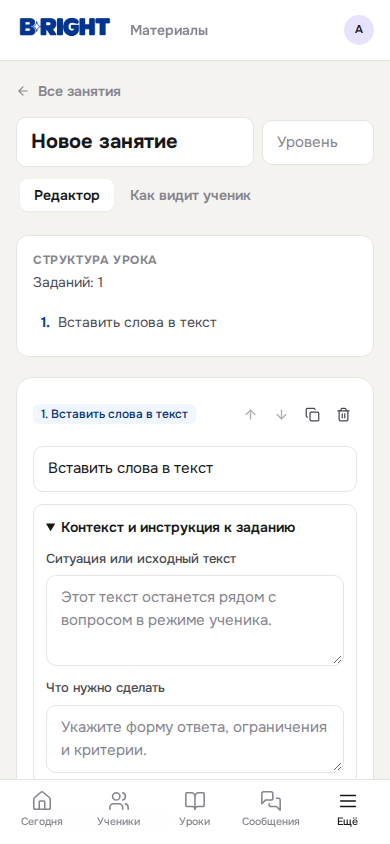 BRIGHT Материалы A
← Все занятия
Новое занятие Уровень
Редактор Как видит ученик
СТРУКТУРА УРОКА
Заданий: 1
1. Вставить слова в текст
1. Вставить слова в текст
Вставить слова в текст
▼ Контекст и инструкция к заданию
Ситуация или исходный текст
Этот текст останется рядом с
вопросом в режиме ученика.
Что нужно сделать
Укажите форму ответа, ограничения
и критерии.
Сегодня Ученики Уроки Сообщения Ещё